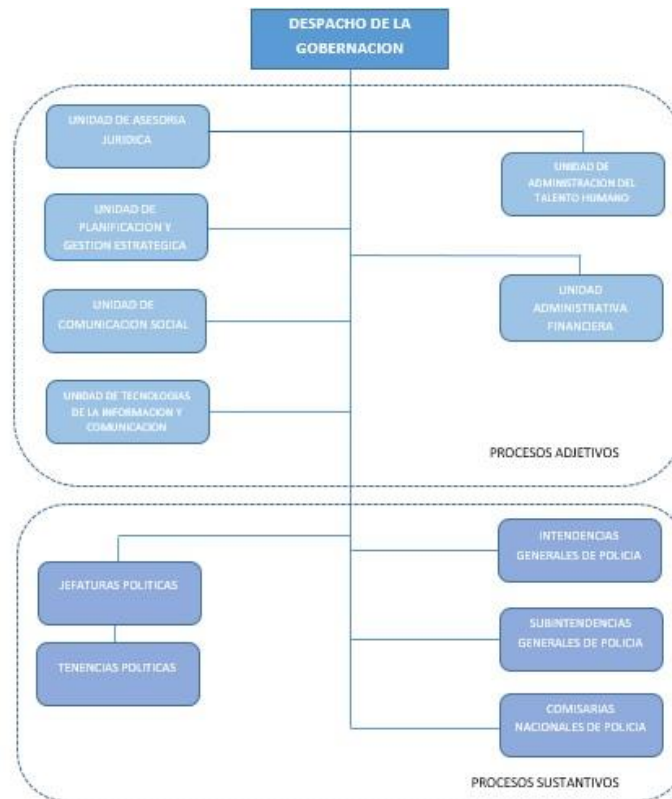 DESPACHO DE LA
GOBERNACION
UNIDAD DE ASESORIA
JURIDICA
UNIDAD DE
ADMINISTRACION DEL
TALENTO HUMANO
UNIDAD DE
PLANIFICACION Y
GESTION ESTRATEGICA
UNIDAD
ADMINISTRATIVA
FINANCIERA
UNIDAD DE
COMUNICACION SOCIAL
UNIDAD DE TECNOLOGIAS
DE LA INFORMACION Y
COMUNICACION
PROCESOS ADJETIVOS
INTENDENCIAS
GENERALES DE POLICIA
JEFATURAS POLITICAS
SUBINTENDENCIAS
GENERALES DE POLICIA
TENENCIAS POLITICAS
COMISARIAS
NACIONALES DE POLICIA
PROCESOS SUSTANTIVOS